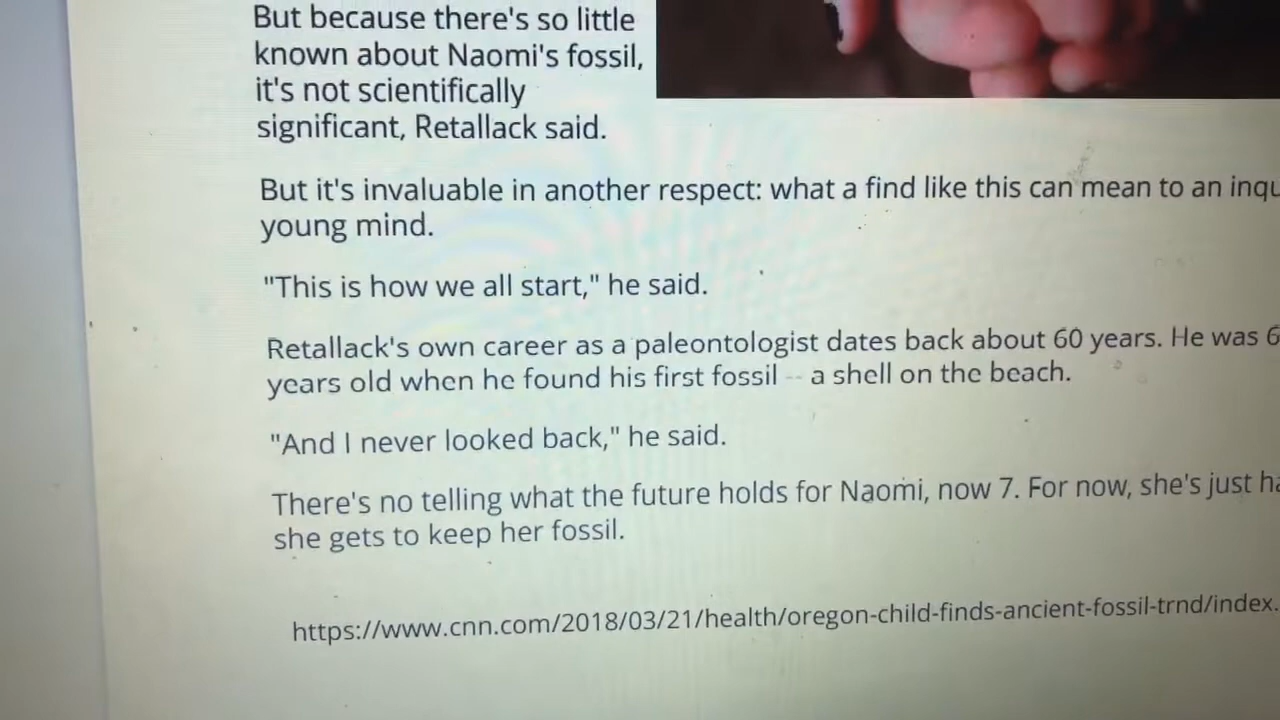 But because there's so little
known about Naomi's fossil,
it's not scientifically
significant, Retallack said.
But it's invaluable in another respect: what a find like this can mean to an inqu
young mind.
"This is how we all start," he said.
Retallack's own career as a paleontologist dates back about 60 years. He was 6
years old when he found his first fossil -- a shell on the beach.
"And I never looked back," he said.
There's no telling what the future holds for Naomi, now 7. For now, she's just ha
she gets to keep her fossil.
https://www.cnn.com/2018/03/21/health/oregon-child-finds-ancient-fossil-trnd/index.